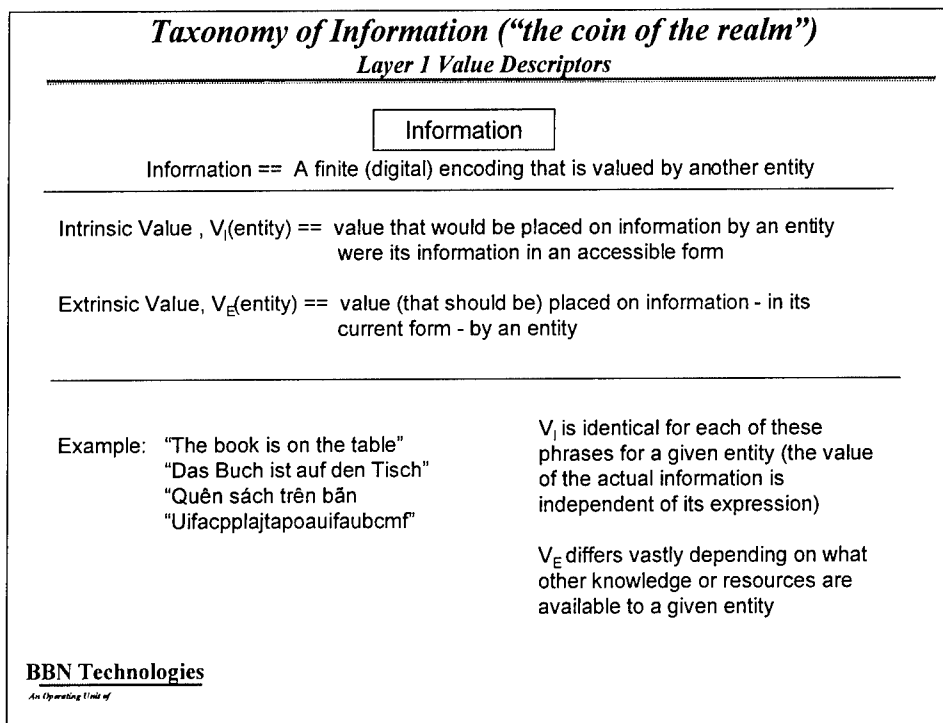 Taxonomy of Information (“the coin of the realm”)
Layer 1 Value Descriptors
Information
Information == A finite (digital) encoding that is valued by another entity
Intrinsic Value , VI(entity) == value that would be placed on information by an entity
were its information in an accessible form
Extrinsic Value, VE(entity) == value (that should be) placed on information - in its
current form - by an entity
Example: “The book is on the table”
“Das Buch ist auf den Tisch”
“Quên sách trên bãn
“Uifacpplajtapoauifaubcmf”
VI is identical for each of these
phrases for a given entity (the value
of the actual information is
independent of its expression)
VE differs vastly depending on what
other knowledge or resources are
available to a given entity
BBN Technologies
An Operating Unit of